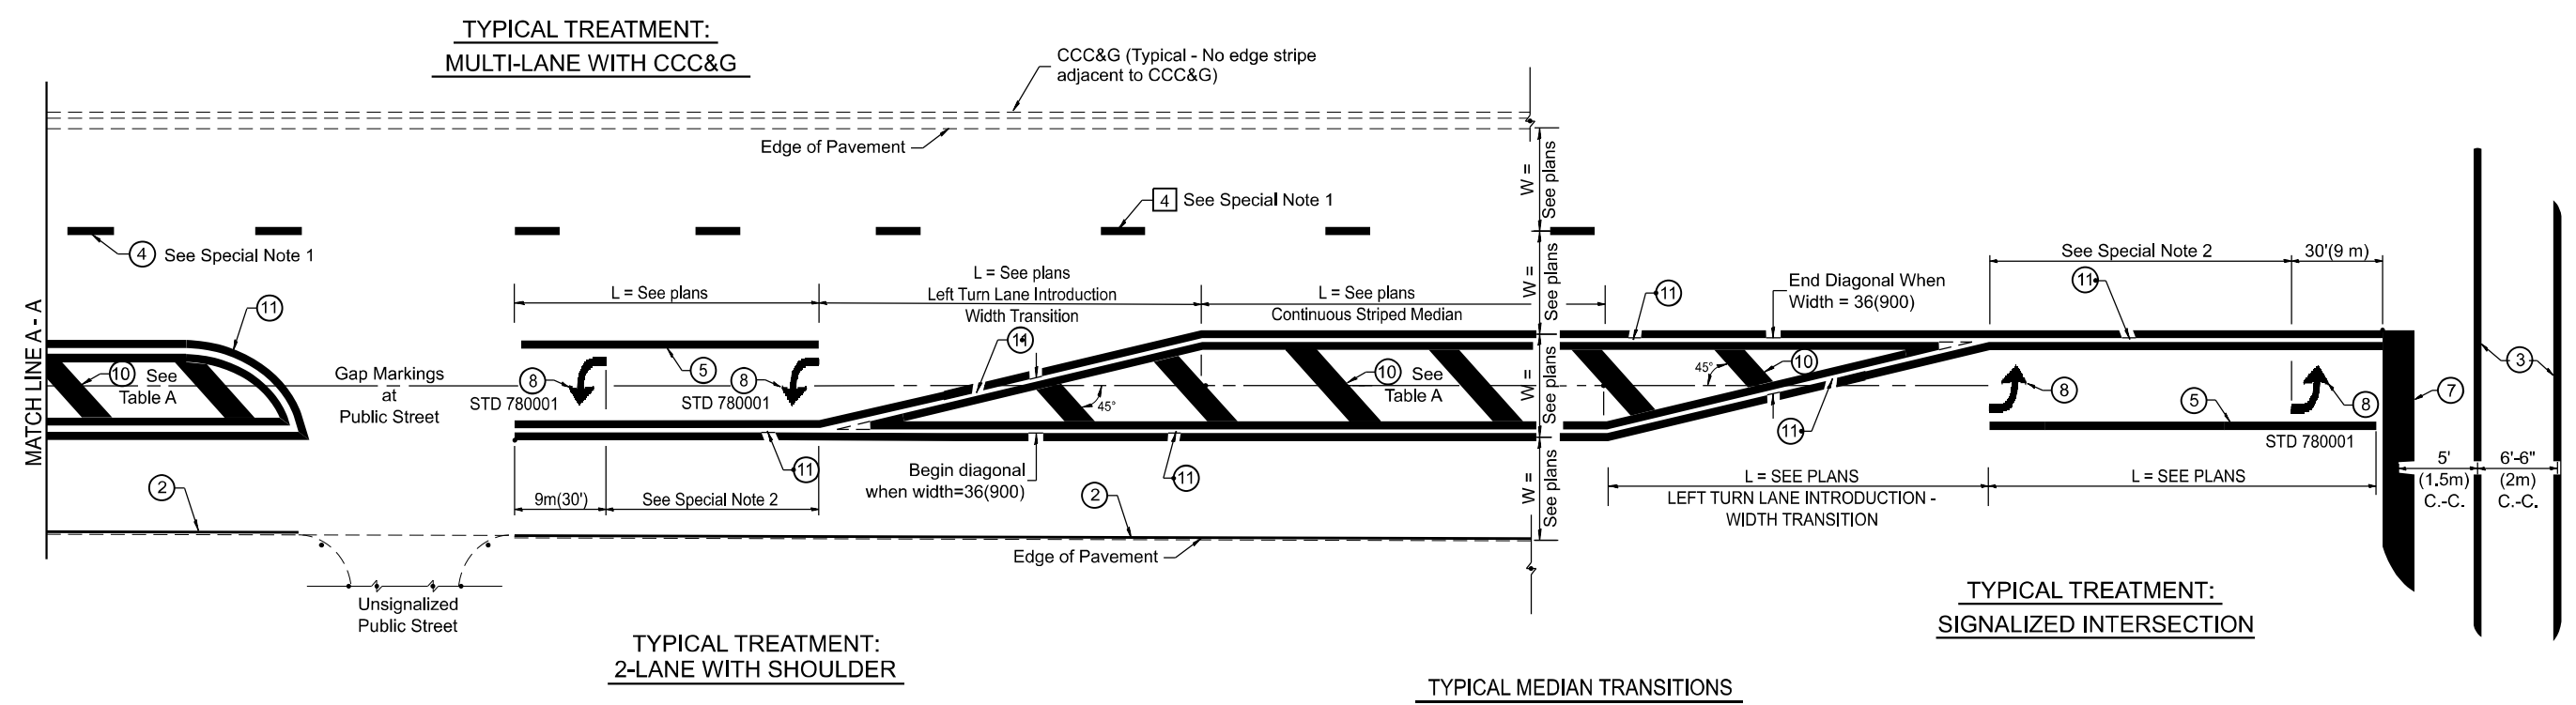 TYPICAL TREATMENT:
MULTI-LANE WITH CCC&G
CCC&G (Typical - No edge stripe
adjacent to CCC&G)
Edge of Pavement
W =
See plans
4 See Special Note 1
4 See Special Note 1
MATCH LINE A - A
11
10 See
Table A
Gap Markings
at
Public Street
L = See plans
L = See plans
Left Turn Lane Introduction
Width Transition
L = See plans
Continuous Striped Median
W =
See plans
11
End Diagonal When
Width = 36(900)
See Special Note 2
30'(9 m)
11
11
5
8
STD 780001
8
STD 780001
45°
10 See
Table A
W =
See plans
45°
10
11
8
5
8
STD 780001
3
7
5'
(1.5m)
C.-C.
6'-6"
(2m)
C.-C.
2
9m(30')
See Special Note 2
11
Begin diagonal
when width=36(900)
11
2
W =
See plans
L = SEE PLANS
LEFT TURN LANE INTRODUCTION -
WIDTH TRANSITION
L = SEE PLANS
Edge of Pavement
Unsignalized
Public Street
TYPICAL TREATMENT:
2-LANE WITH SHOULDER
TYPICAL TREATMENT:
SIGNALIZED INTERSECTION
TYPICAL MEDIAN TRANSITIONS